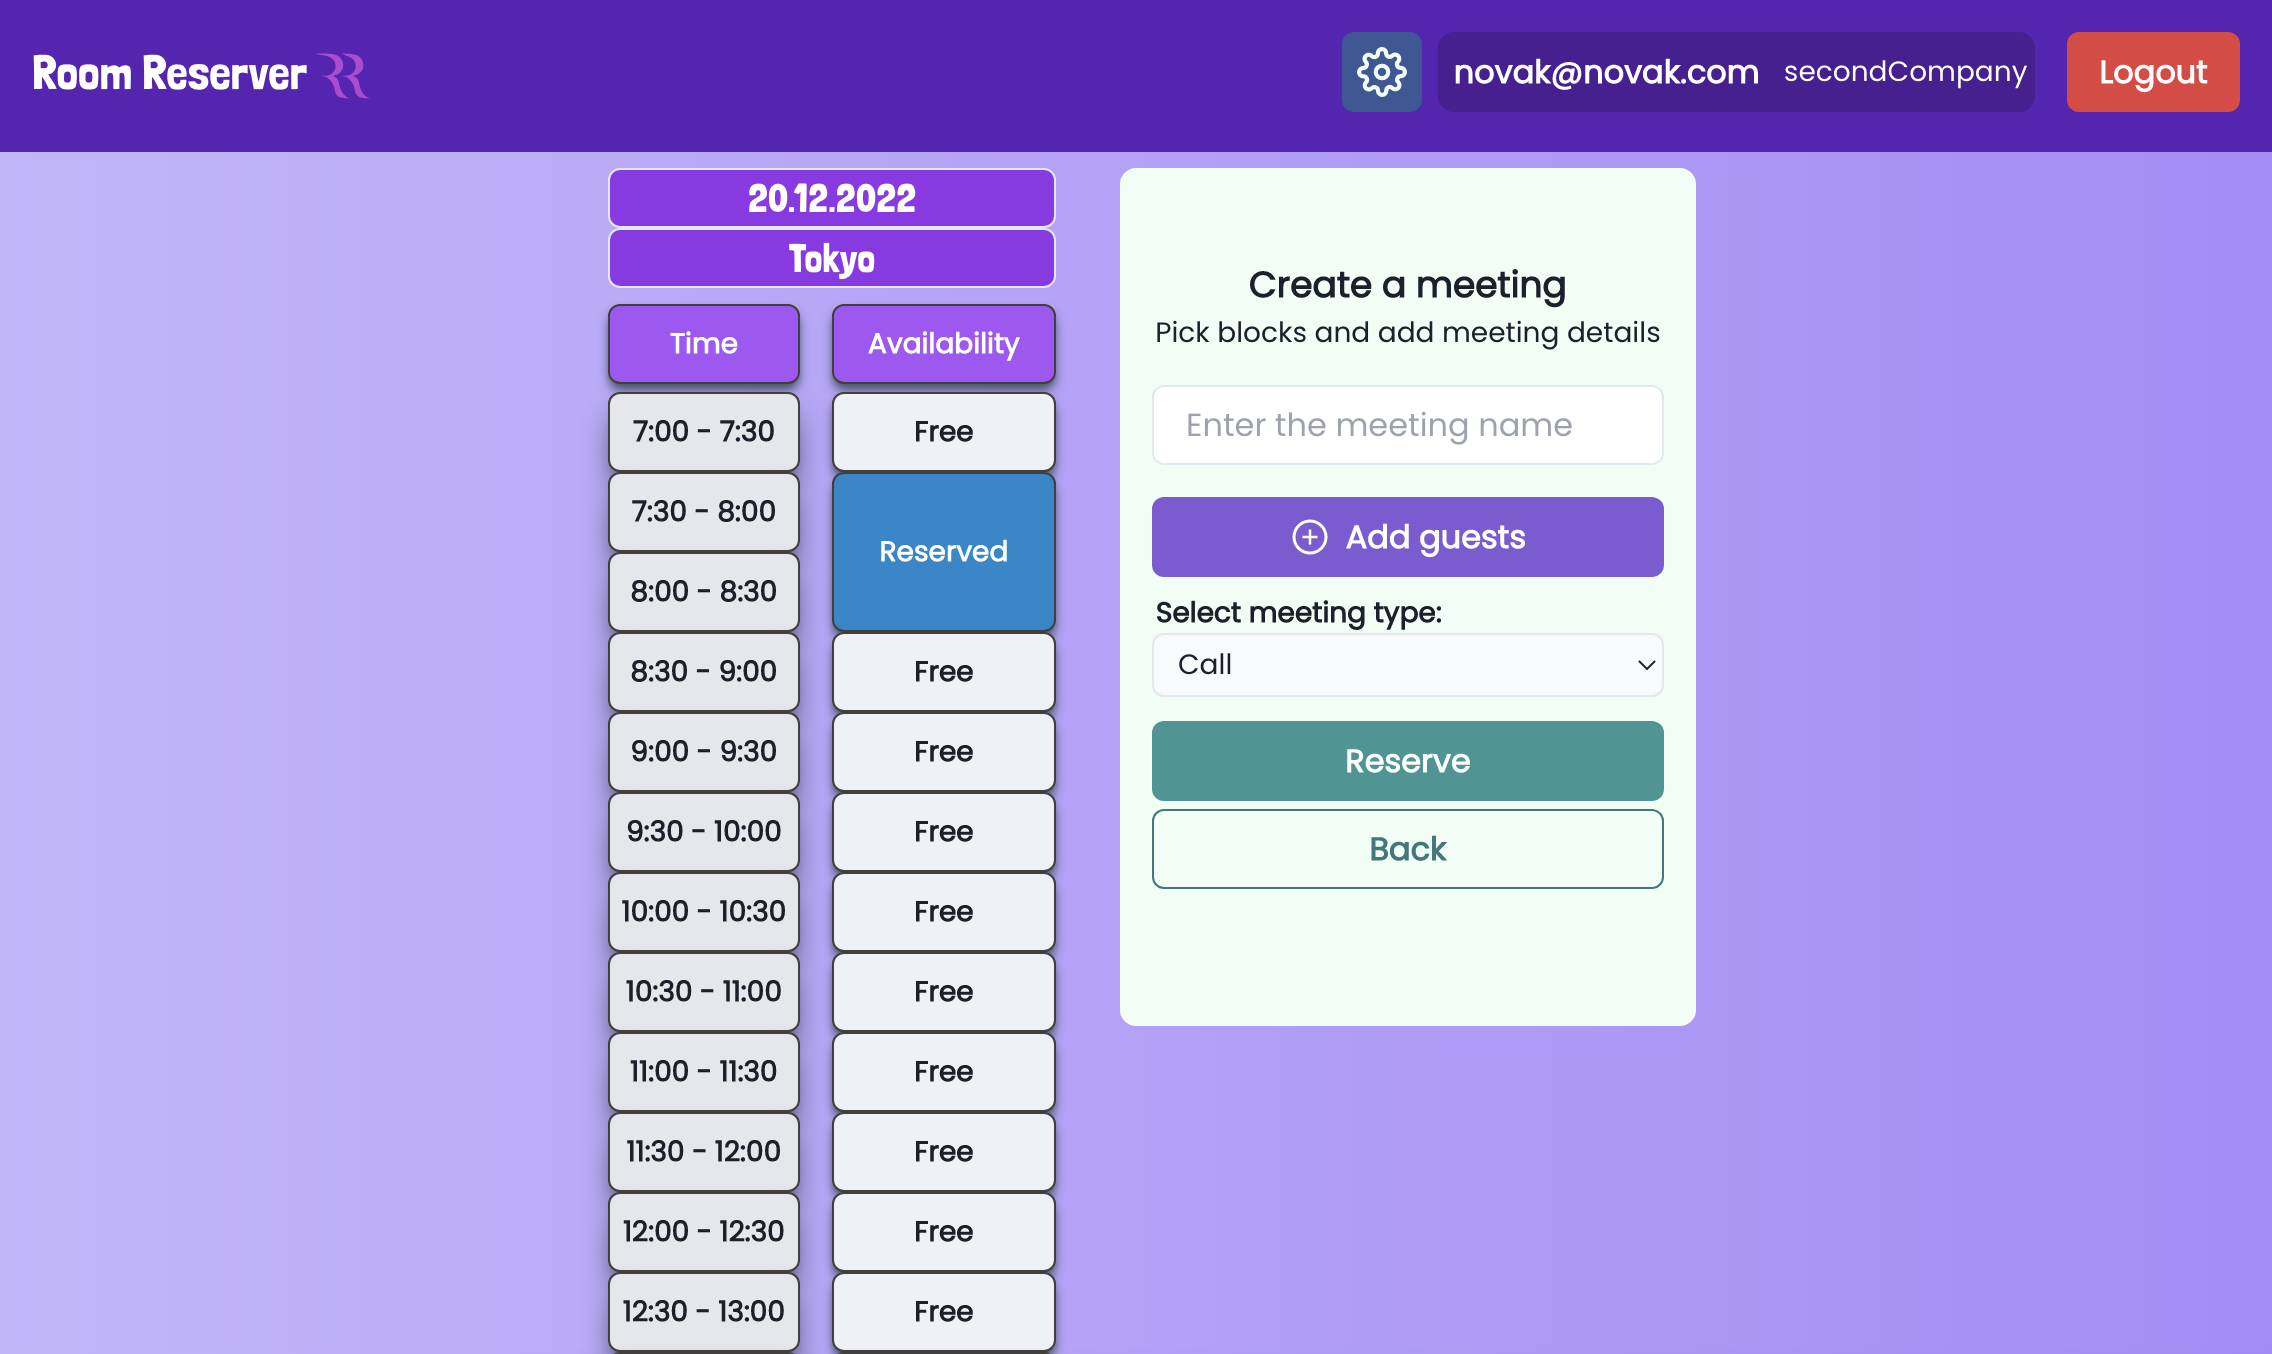 Room Reserver RR
novak@novak.com secondCompany
Logout
20.12.2022
Tokyo
Time Availability
7:00 - 7:30 Free
7:30 - 8:00 Reserved
8:00 - 8:30
8:30 - 9:00 Free
9:00 - 9:30 Free
9:30 - 10:00 Free
10:00 - 10:30 Free
10:30 - 11:00 Free
11:00 - 11:30 Free
11:30 - 12:00 Free
12:00 - 12:30 Free
12:30 - 13:00 Free
Create a meeting
Pick blocks and add meeting details
Enter the meeting name
Add guests
Select meeting type:
Call
Reserve
Back